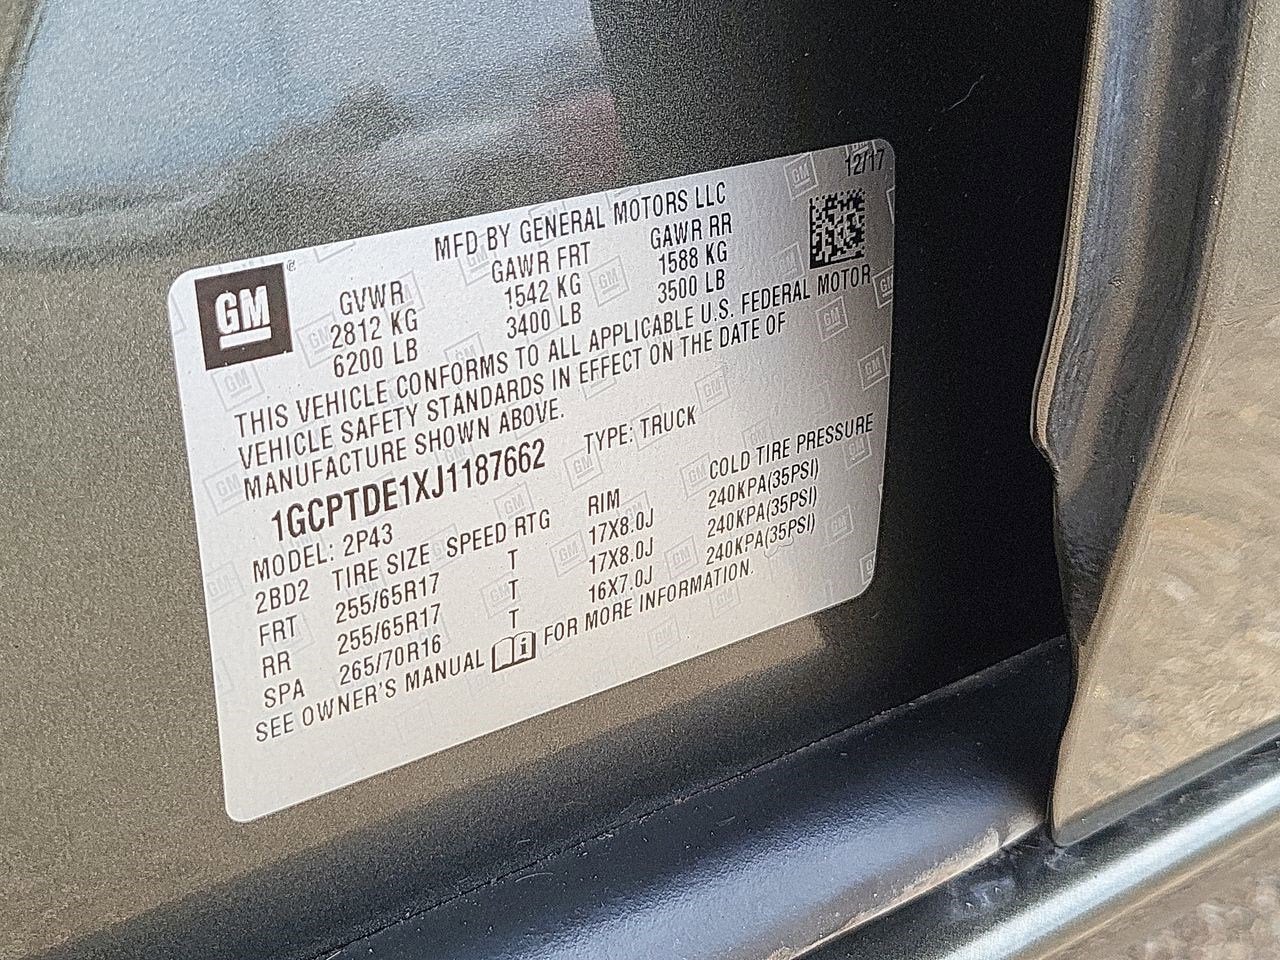 12/17
MFD BY GENERAL MOTORS LLC
GM
GVWR GAWR FRT GAWR RR
2812 KG 1542 KG 1588 KG
6200 LB 3400 LB 3500 LB
THIS VEHICLE CONFORMS TO ALL APPLICABLE U.S. FEDERAL MOTOR
VEHICLE SAFETY STANDARDS IN EFFECT ON THE DATE OF
MANUFACTURE SHOWN ABOVE.
1GCPTDE1XJ1187662 TYPE: TRUCK
MODEL: 2P43
2BD2 TIRE SIZE SPEED RTG RIM COLD TIRE PRESSURE
FRT 255/65R17 T 17X8.0J 240KPA(35PSI)
RR 255/65R17 T 17X8.0J 240KPA(35PSI)
SPA 265/70R16 T 16X7.0J 240KPA(35PSI)
SEE OWNER'S MANUAL FOR MORE INFORMATION.